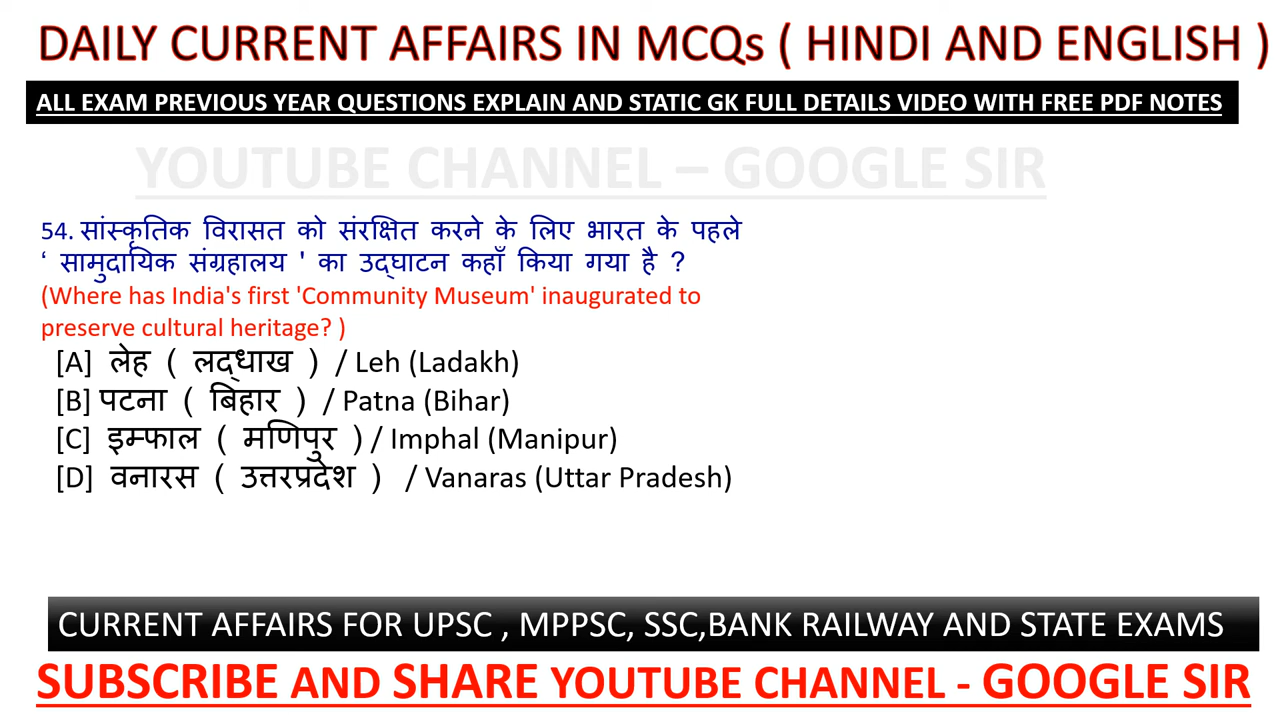 DAILY CURRENT AFFAIRS IN MCQs ( HINDI AND ENGLISH )
ALL EXAM PREVIOUS YEAR QUESTIONS EXPLAIN AND STATIC GK FULL DETAILS VIDEO WITH FREE PDF NOTES
YOUTUBE CHANNEL – GOOGLE SIR
54. सांस्कृतिक विरासत को संरक्षित करने के लिए भारत के पहले
‘ सामुदायिक संग्रहालय ' का उद्घाटन कहाँ किया गया है ?
(Where has India's first 'Community Museum' inaugurated to
preserve cultural heritage? )
[A] लेह ( लद्धाख ) / Leh (Ladakh)
[B] पटना ( बिहार ) / Patna (Bihar)
[C] इम्फाल ( मणिपुर ) / Imphal (Manipur)
[D] वनारस ( उत्तरप्रदेश ) / Vanaras (Uttar Pradesh)
CURRENT AFFAIRS FOR UPSC , MPPSC, SSC,BANK RAILWAY AND STATE EXAMS
SUBSCRIBE AND SHARE YOUTUBE CHANNEL - GOOGLE SIR